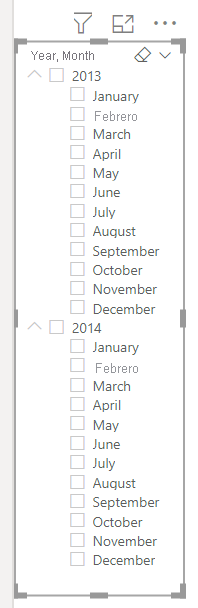 Year, Month
2013
January
Febrero
March
April
May
June
July
August
September
October
November
December
2014
January
Febrero
March
April
May
June
July
August
September
October
November
December